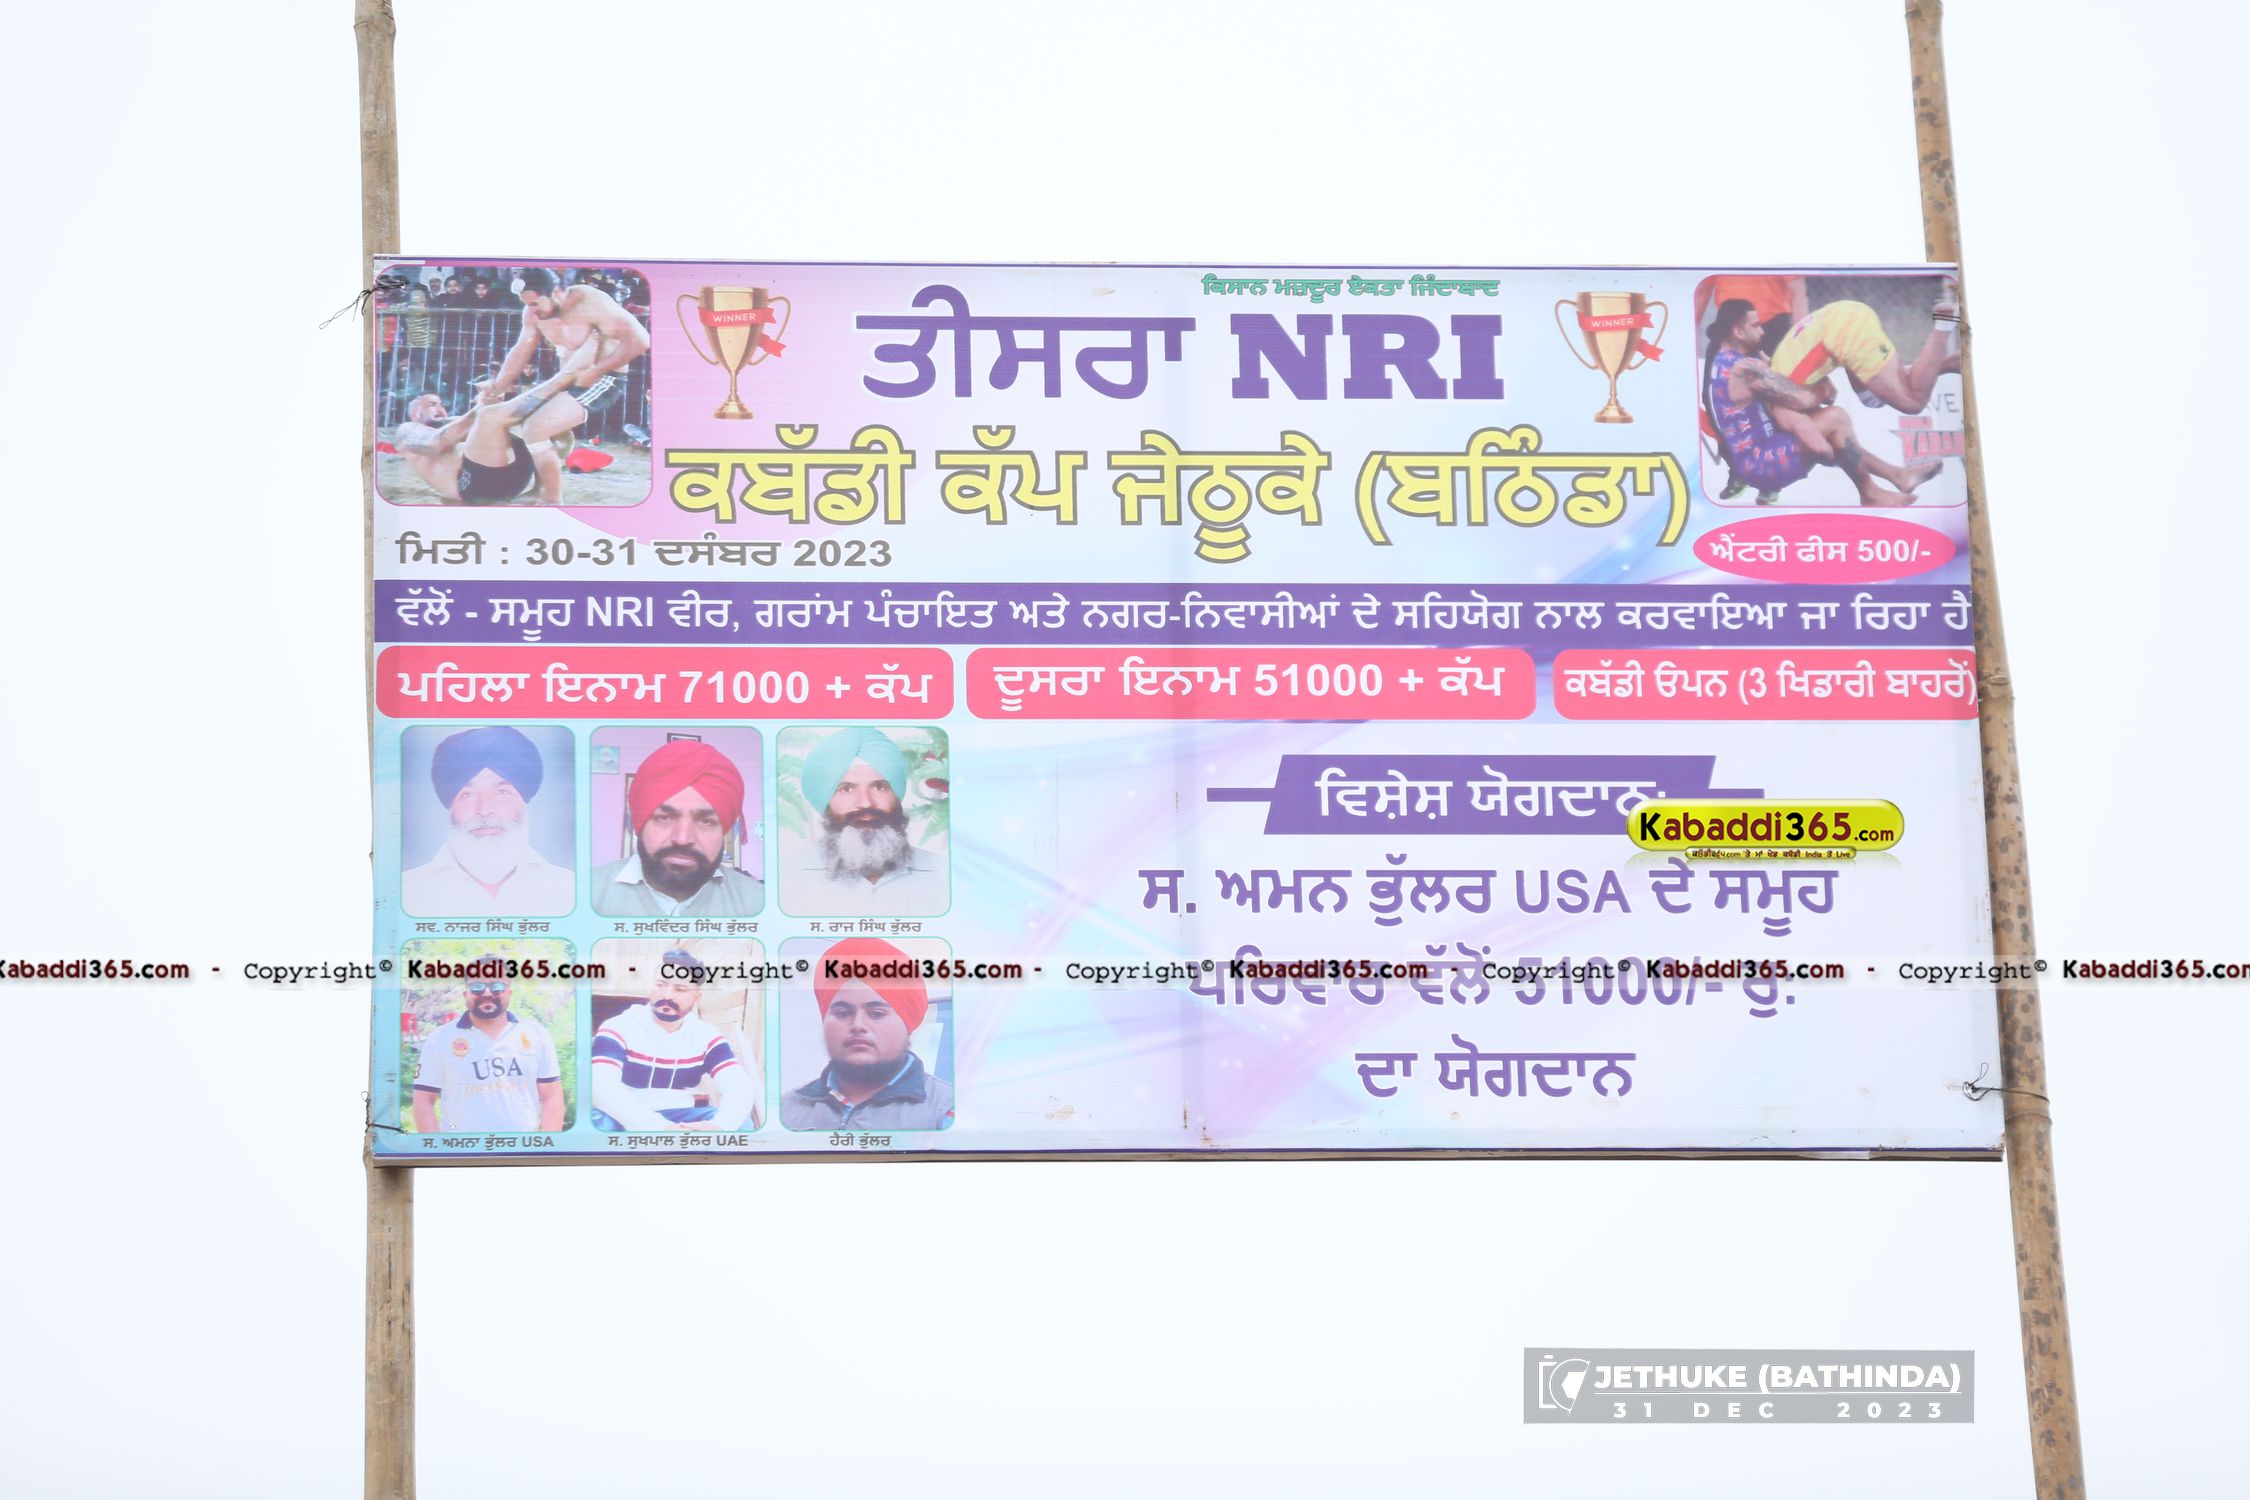 ਕਿਸਾਨ ਮਜ਼ਦੂਰ ਏਕਤਾ ਜਿੰਦਾਬਾਦ
WINNER
ਤੀਸਰਾ NRI
WINNER
ਕਬੱਡੀ ਕੱਪ ਜੇਠੂਕੇ (ਬਠਿੰਡਾ)
ਮਿਤੀ : 30-31 ਦਸੰਬਰ 2023
ਐਂਟਰੀ ਫੀਸ 500/-
ਵੱਲੋਂ - ਸਮੂਹ NRI ਵੀਰ, ਗਰਾਂਮ ਪੰਚਾਇਤ ਅਤੇ ਨਗਰ-ਨਿਵਾਸੀਆਂ ਦੇ ਸਹਿਯੋਗ ਨਾਲ ਕਰਵਾਇਆ ਜਾ ਰਿਹਾ ਹੈ
ਪਹਿਲਾ ਇਨਾਮ 71000 + ਕੱਪ
ਦੂਸਰਾ ਇਨਾਮ 51000 + ਕੱਪ
ਕਬੱਡੀ ਓਪਨ (3 ਖਿਡਾਰੀ ਬਾਹਰੋਂ)
ਸਵ. ਨਾਜਰ ਸਿੰਘ ਭੁੱਲਰ
ਸ. ਸੁਖਵਿੰਦਰ ਸਿੰਘ ਭੁੱਲਰ
ਸ. ਰਾਜ ਸਿੰਘ ਭੁੱਲਰ
USA
ਸ. ਅਮਨਾ ਭੁੱਲਰ USA
ਸ. ਸੁਖਪਾਲ ਭੁੱਲਰ UAE
ਹੈਰੀ ਭੁੱਲਰ
ਵਿਸ਼ੇਸ਼ ਯੋਗਦਾਨ:
Kabaddi365.com
ਸ. ਅਮਨ ਭੁੱਲਰ USA ਦੇ ਸਮੂਹ
ਪਰਿਵਾਰ ਵੱਲੋਂ 51000/- ਰੁ:
ਦਾ ਯੋਗਦਾਨ
Kabaddi365.com - Copyright© Kabaddi365.com - Copyright© Kabaddi365.com - Copyright© Kabaddi365.com - Copyright© Kabaddi365.com - Copyright© Kabaddi365.com
JETHUKE (BATHINDA)
31 DEC 2023